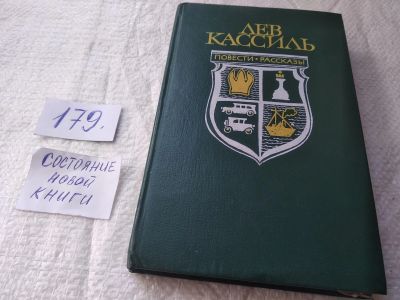 ЛЕВ
КАССИЛЬ
ПОВЕСТИ • РАССКАЗЫ
179.
СОСТОЯНИЕ
НОВОЙ
КНИГИ